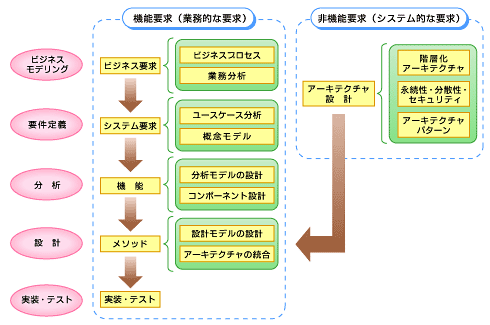 機能要求（業務的な要求）
非機能要求（システム的な要求）
ビジネス
モデリング
ビジネス要求
ビジネスプロセス
業務分析
アーキテクチャ
設計
階層化
アーキテクチャ
永続性・分散性・
セキュリティ
アーキテクチャ
パターン
要件定義
システム要求
ユースケース分析
概念モデル
分析
機能
分析モデルの設計
コンポーネント設計
設計
メソッド
設計モデルの設計
アーキテクチャの統合
実装・テスト
実装・テスト